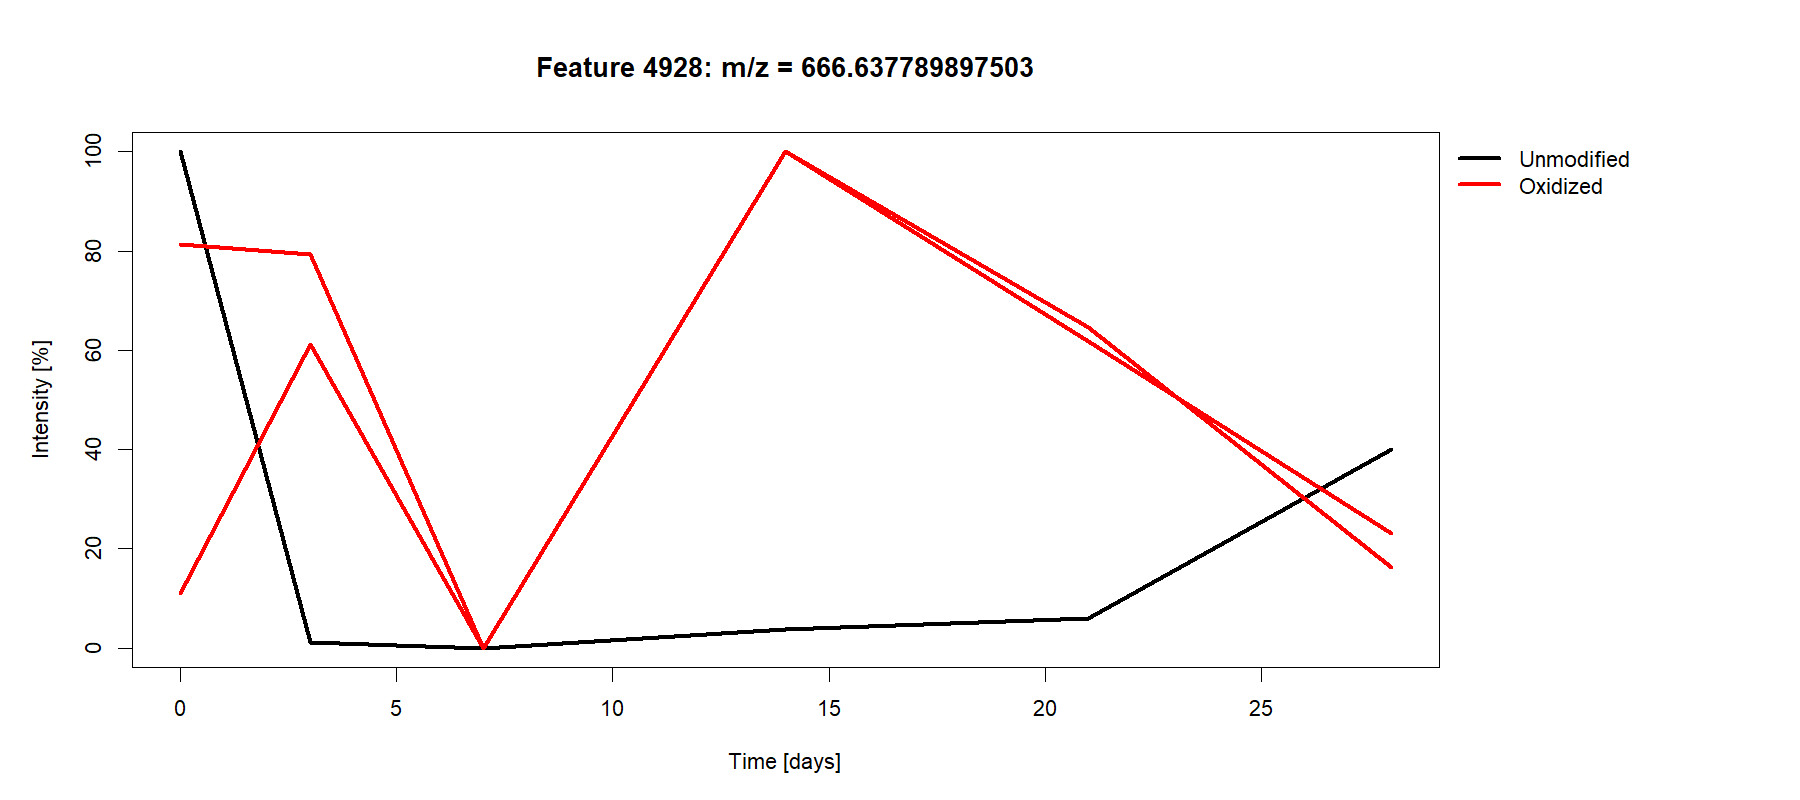 Feature 4928: m/z = 666.637789897503
Unmodified
Oxidized
Intensity [%]
100
80
60
40
20
0
0 5 10 15 20 25
Time [days]